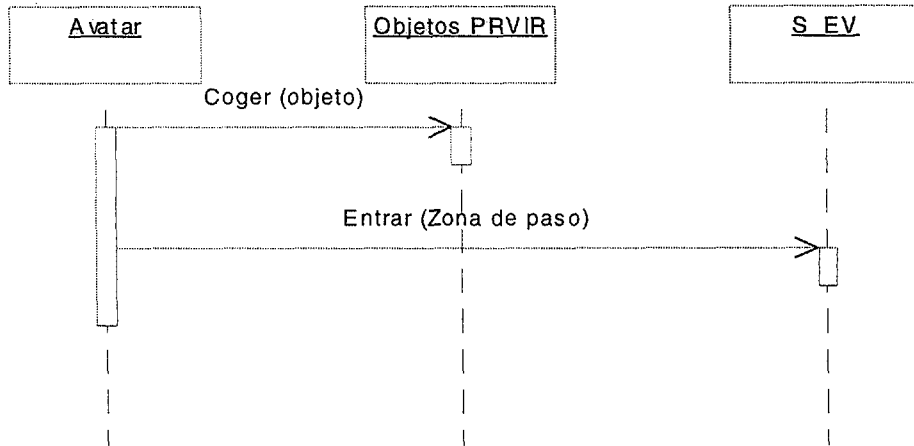 Avatar
Objetos PRVIR
S_EV
Coger (objeto)
Entrar (Zona de paso)